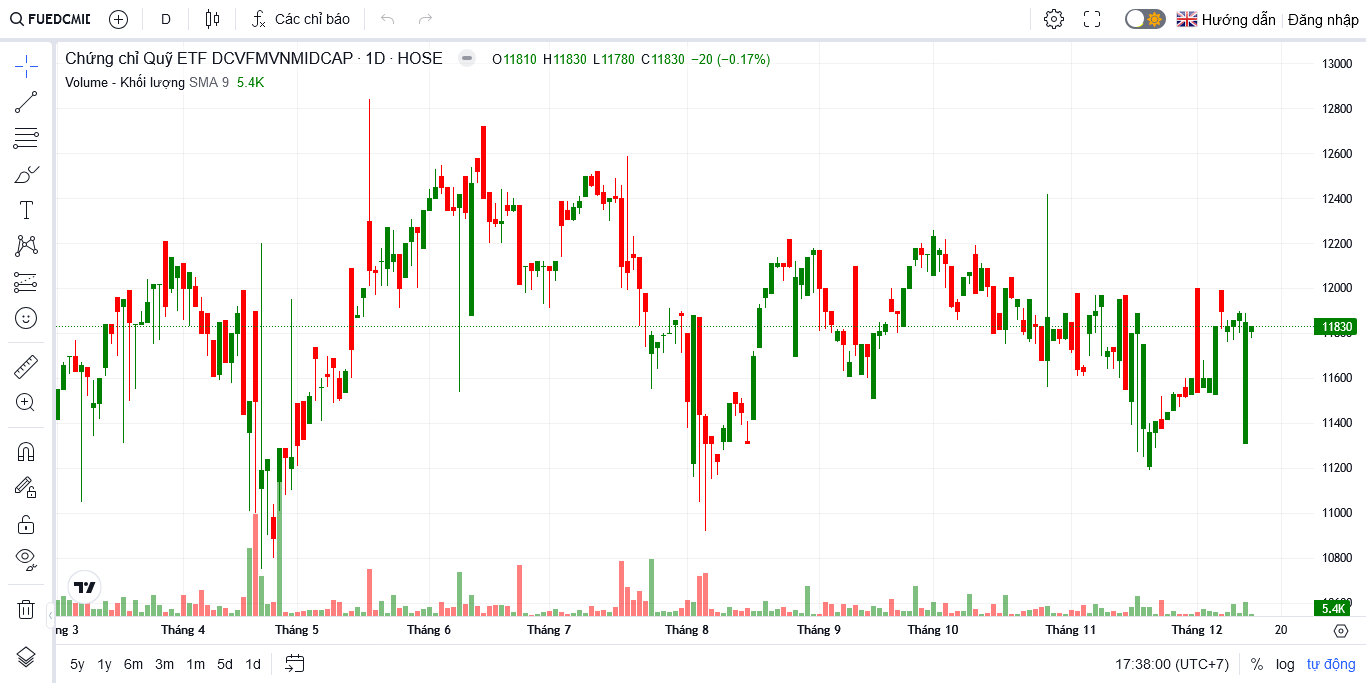 FUEDCMID
D
Các chỉ báo
Hướng dẫn
Đăng nhập
Chứng chỉ Quỹ ETF DCVFMVNMIDCAP · 1D · HOSE
O11810 H11830 L11780 C11830 −20 (−0.17%)
Volume - Khối lượng SMA 9 5.4K
13000
12800
12600
12400
12200
12000
11830
11600
11400
11200
11000
10800
5.4K
ng 3
Tháng 4
Tháng 5
Tháng 6
Tháng 7
Tháng 8
Tháng 9
Tháng 10
Tháng 11
Tháng 12
20
5y 1y 6m 3m 1m 5d 1d
17:38:00 (UTC+7) % log tự động